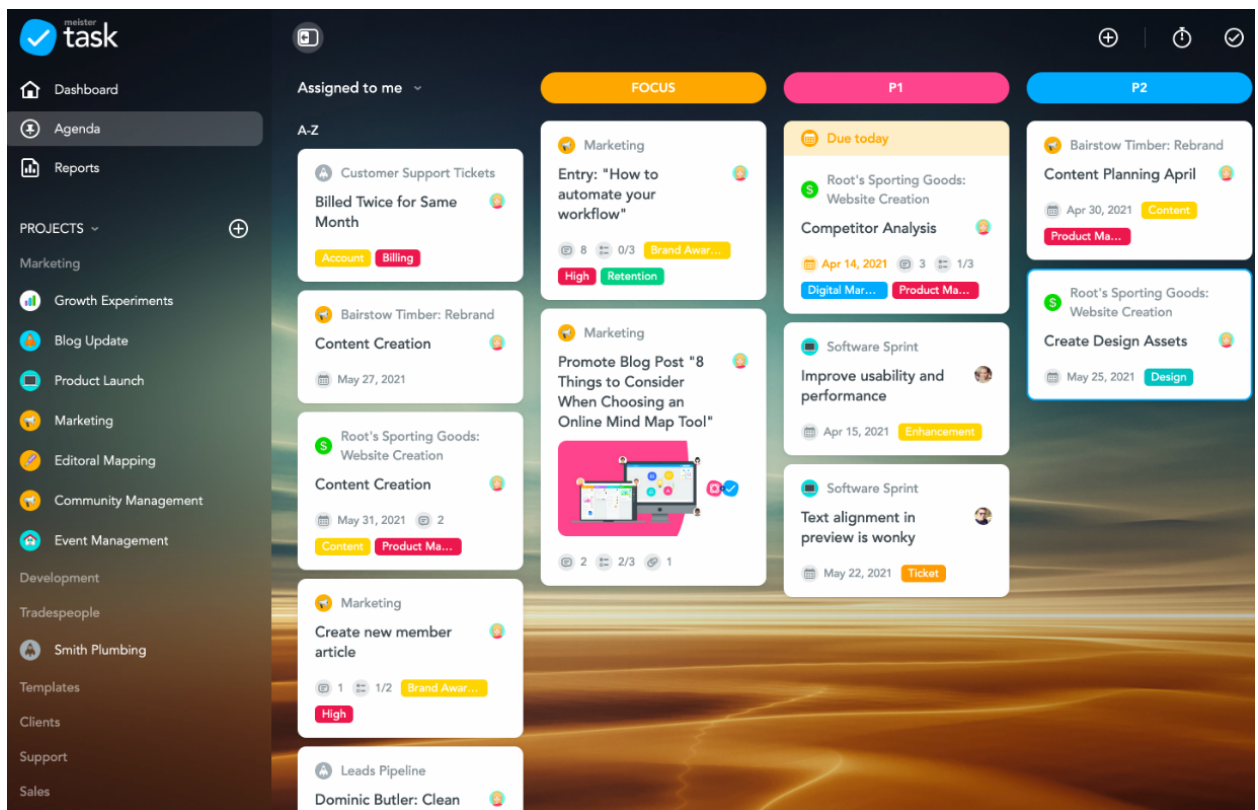 meister
task
Dashboard
Agenda
Reports
PROJECTS
Marketing
Growth Experiments
Blog Update
Product Launch
Marketing
Editoral Mapping
Community Management
Event Management
Development
Tradespeople
Smith Plumbing
Templates
Clients
Support
Sales
Assigned to me
A-Z
Customer Support Tickets
Billed Twice for Same
Month
Account Billing
Bairstow Timber: Rebrand
Content Creation
May 27, 2021
Root's Sporting Goods:
Website Creation
Content Creation
May 31, 2021 2
Content Product Ma...
Marketing
Create new member
article
1 1/2 Brand Awar...
High
Leads Pipeline
Dominic Butler: Clean
FOCUS
Marketing
Entry: "How to
automate your
workflow"
8 0/3 Brand Awar...
High Retention
Marketing
Promote Blog Post "8
Things to Consider
When Choosing an
Online Mind Map Tool"
2 2/3 1
P1
Due today
S Root's Sporting Goods:
Website Creation
Competitor Analysis
Apr 14, 2021 3 1/3
Digital Mar... Product Ma...
Software Sprint
Improve usability and
performance
Apr 15, 2021 Enhancement
Software Sprint
Text alignment in
preview is wonky
May 22, 2021 Ticket
P2
Bairstow Timber: Rebrand
Content Planning April
Apr 30, 2021 Content
Product Ma...
Root's Sporting Goods:
Website Creation
Create Design Assets
May 25, 2021 Design